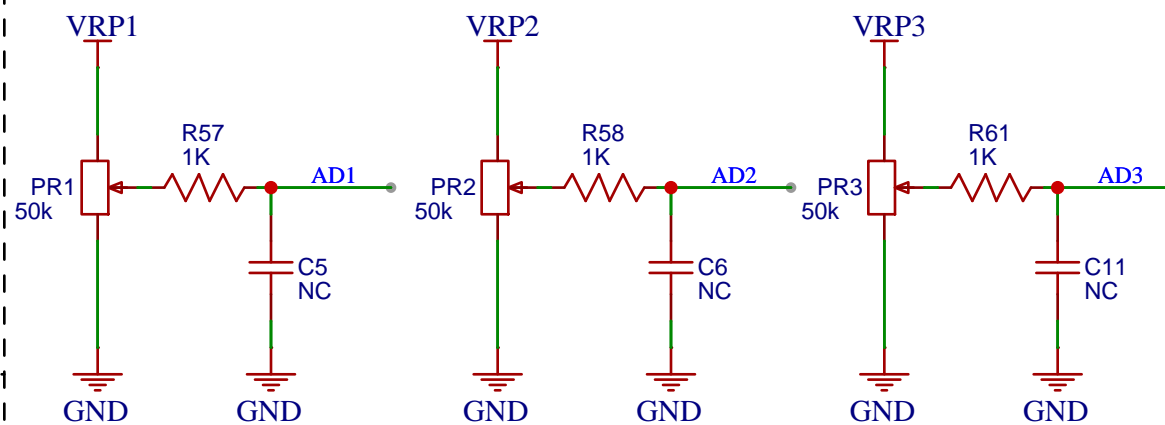 VRP1
VRP2
VRP3
R57
1K
R58
1K
R61
1K
AD1
AD2
AD3
PR1
50k
PR2
50k
PR3
50k
C5
NC
C6
NC
C11
NC
GND
GND
GND
GND
GND
GND